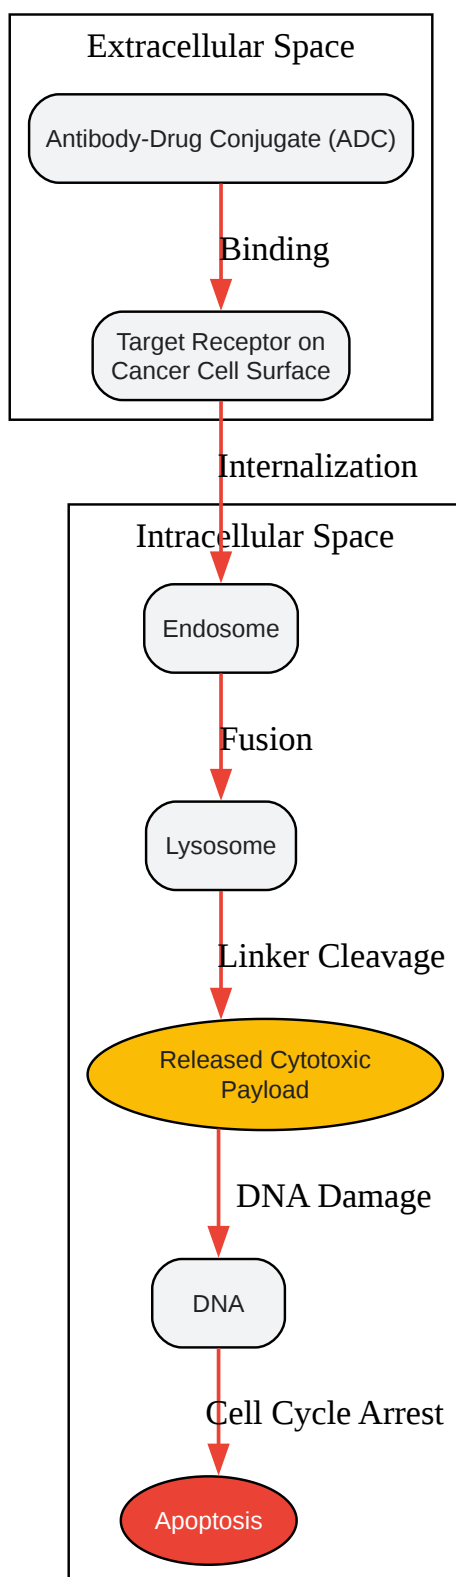 Extracellular Space
Antibody-Drug Conjugate (ADC)
Binding
Target Receptor on
Cancer Cell Surface
Internalization
Intracellular Space
Endosome
Fusion
Lysosome
Linker Cleavage
Released Cytotoxic
Payload
DNA Damage
DNA
Cell Cycle Arrest
Apoptosis